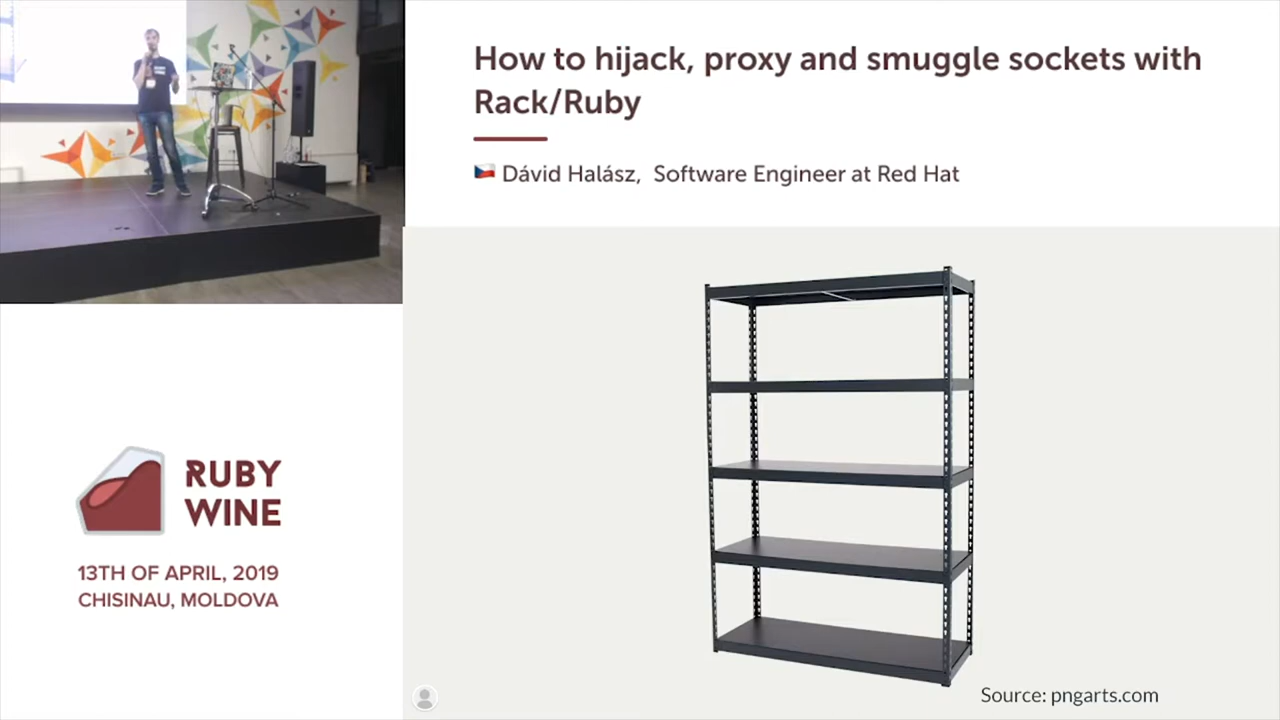 How to hijack, proxy and smuggle sockets with
Rack/Ruby
Dávid Halász, Software Engineer at Red Hat
RUBY
WINE
13TH OF APRIL, 2019
CHISINAU, MOLDOVA
Source: pngarts.com